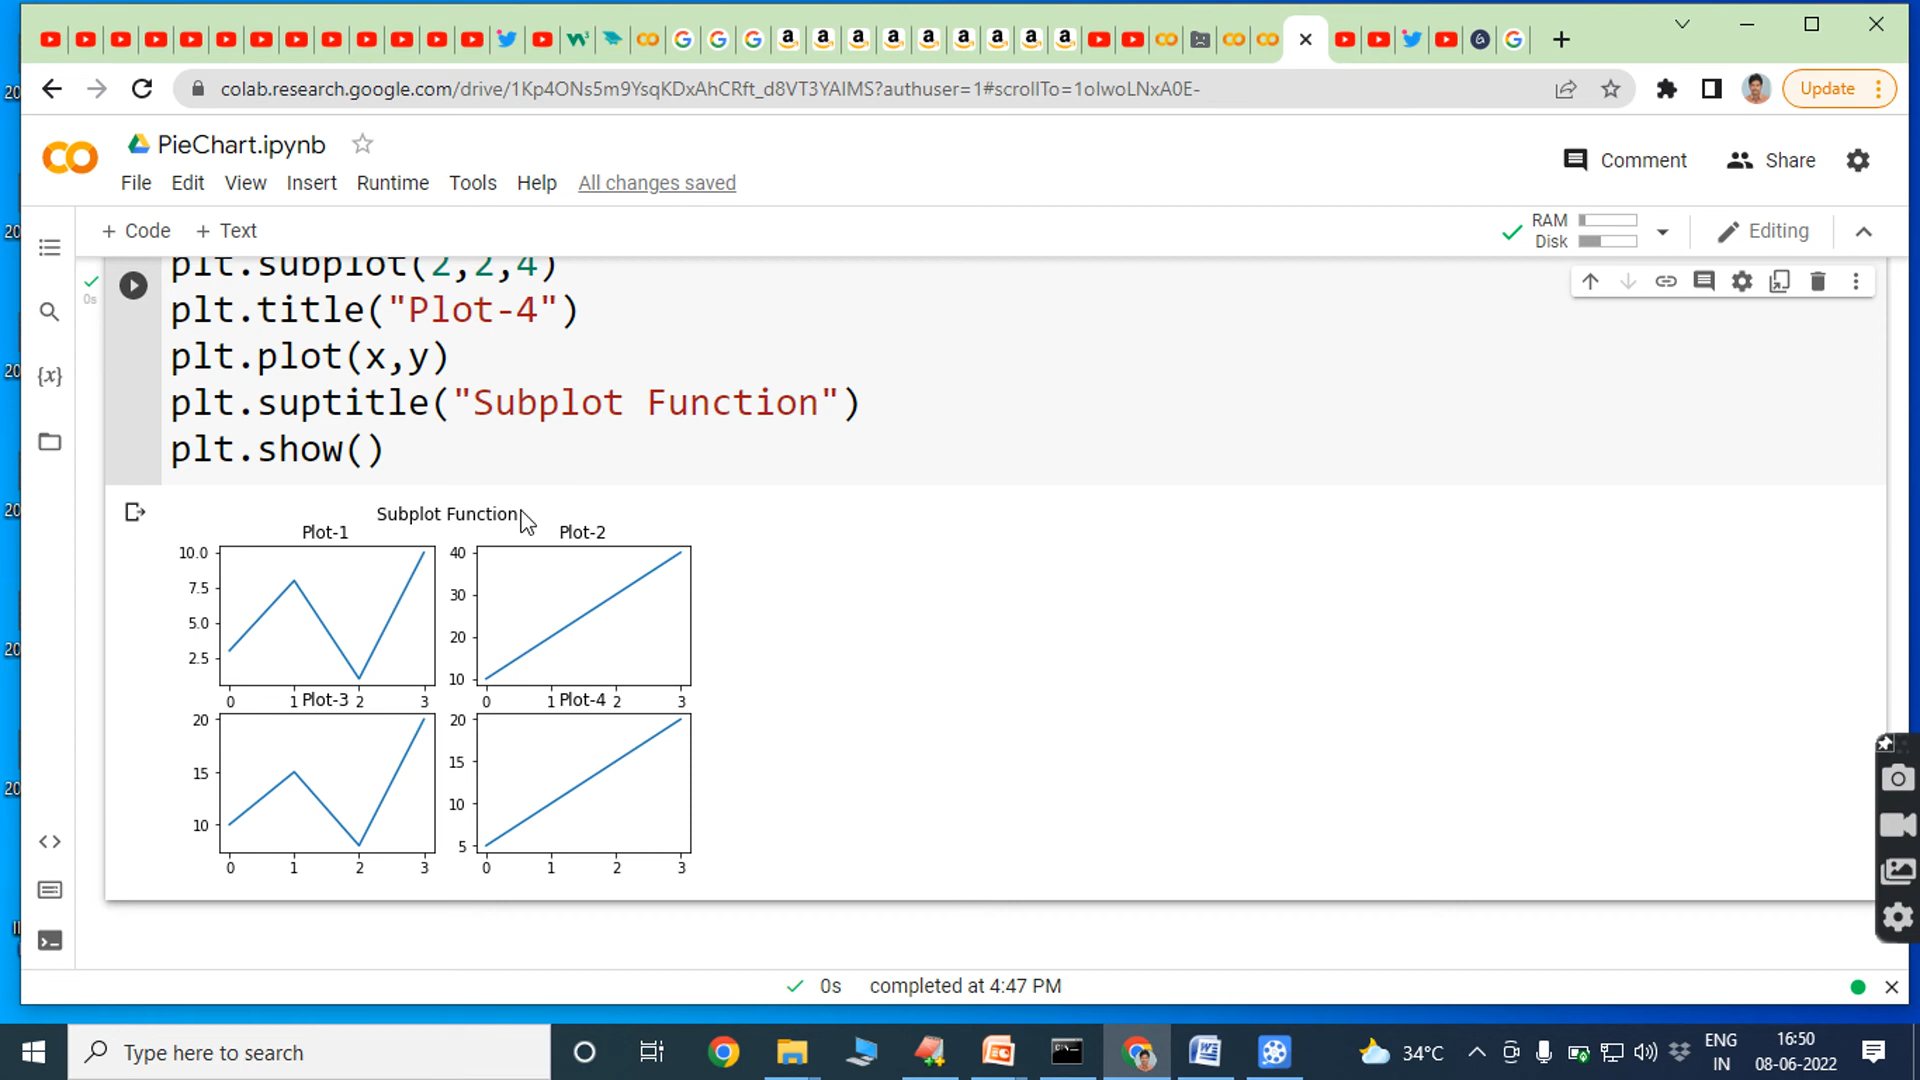 colab.research.google.com/drive/1Kp4ONs5m9YsqKDxAhCRft_d8VT3YAIMS?authuser=1#scrollTo=1olwoLNxA0E-
Update
PieChart.ipynb
File Edit View Insert Runtime Tools Help All changes saved
Comment
Share
+ Code + Text
RAM
Disk
Editing
plt.subplot(2,2,4)
0s
plt.title("Plot-4")
plt.plot(x,y)
plt.suptitle("Subplot Function")
plt.show()
Subplot Function
Plot-1 Plot-2
10.0
7.5
5.0
2.5
0 1 2 3
40
30
20
10
0 1 2 3
Plot-3 Plot-4
20
15
10
0 1 2 3
20
15
10
5
0 1 2 3
0s completed at 4:47 PM
Type here to search
34°C
ENG
IN
16:50
08-06-2022